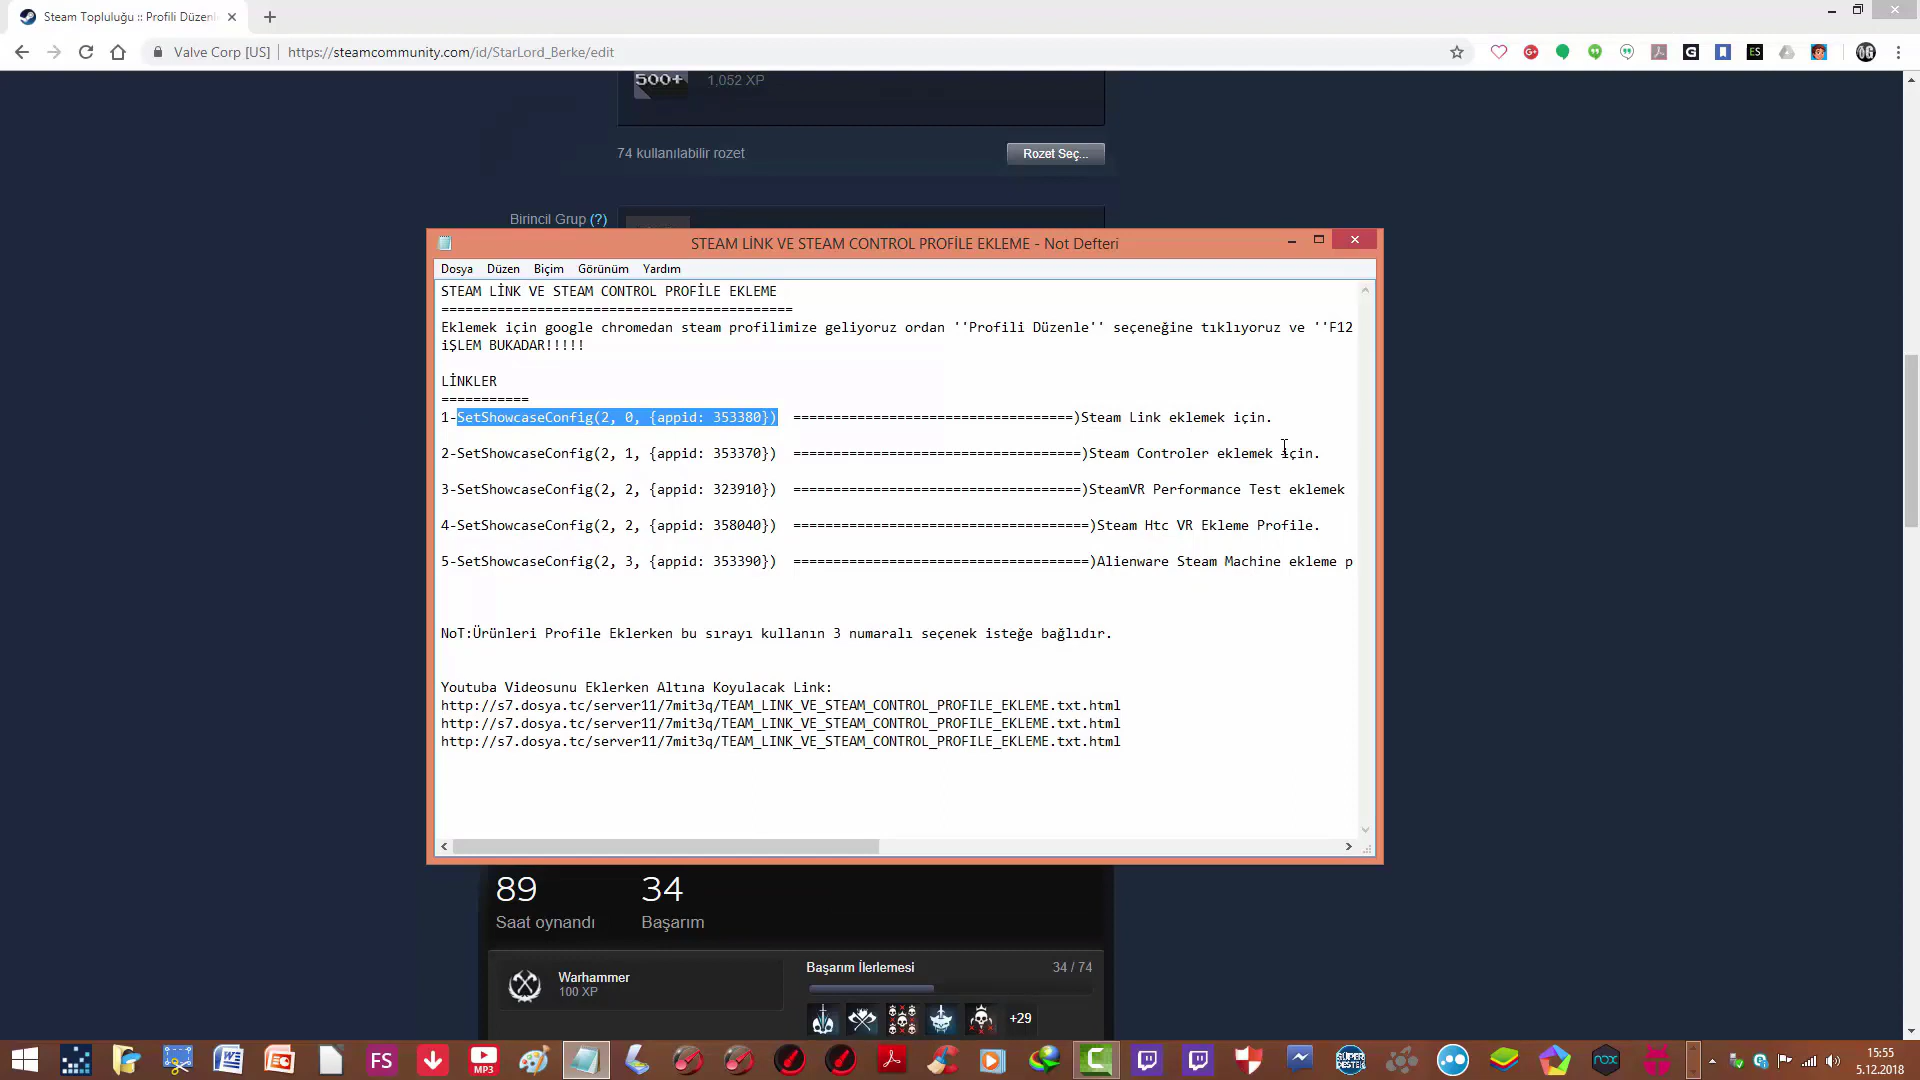 Steam Topluluğu :: Profili Düzenl
Valve Corp [US]
https://steamcommunity.com/id/StarLord_Berke/edit
500+
1,052 XP
74 kullanılabilir rozet
Rozet Seç...
Birincil Grup (?)
STEAM LİNK VE STEAM CONTROL PROFİLE EKLEME - Not Defteri
Dosya Düzen Biçim Görünüm Yardım
STEAM LİNK VE STEAM CONTROL PROFİLE EKLEME
============================================
Eklemek için google chromedan steam profilimize geliyoruz ordan ''Profili Düzenle'' seçeneğine tıklıyoruz ve ''F12
iŞLEM BUKADAR!!!!!
LİNKLER
===========
1-SetShowcaseConfig(2, 0, {appid: 353380}) ===================================)Steam Link eklemek için.
2-SetShowcaseConfig(2, 1, {appid: 353370}) ====================================)Steam Controler eklemek için.
3-SetShowcaseConfig(2, 2, {appid: 323910}) ====================================)SteamVR Performance Test eklemek
4-SetShowcaseConfig(2, 2, {appid: 358040}) =====================================)Steam Htc VR Ekleme Profile.
5-SetShowcaseConfig(2, 3, {appid: 353390}) =====================================)Alienware Steam Machine ekleme p
NoT:Ürünleri Profile Eklerken bu sırayı kullanın 3 numaralı seçenek isteğe bağlıdır.
Youtuba Videosunu Eklerken Altına Koyulacak Link:
http://s7.dosya.tc/server11/7mit3q/TEAM_LINK_VE_STEAM_CONTROL_PROFILE_EKLEME.txt.html
http://s7.dosya.tc/server11/7mit3q/TEAM_LINK_VE_STEAM_CONTROL_PROFILE_EKLEME.txt.html
http://s7.dosya.tc/server11/7mit3q/TEAM_LINK_VE_STEAM_CONTROL_PROFILE_EKLEME.txt.html
89 34
Saat oynandı Başarım
Warhammer
100 XP
Başarım İlerlemesi 34 / 74
+29
FS
MP3
SÜPER DESTEK
nox
15:55
5.12.2018